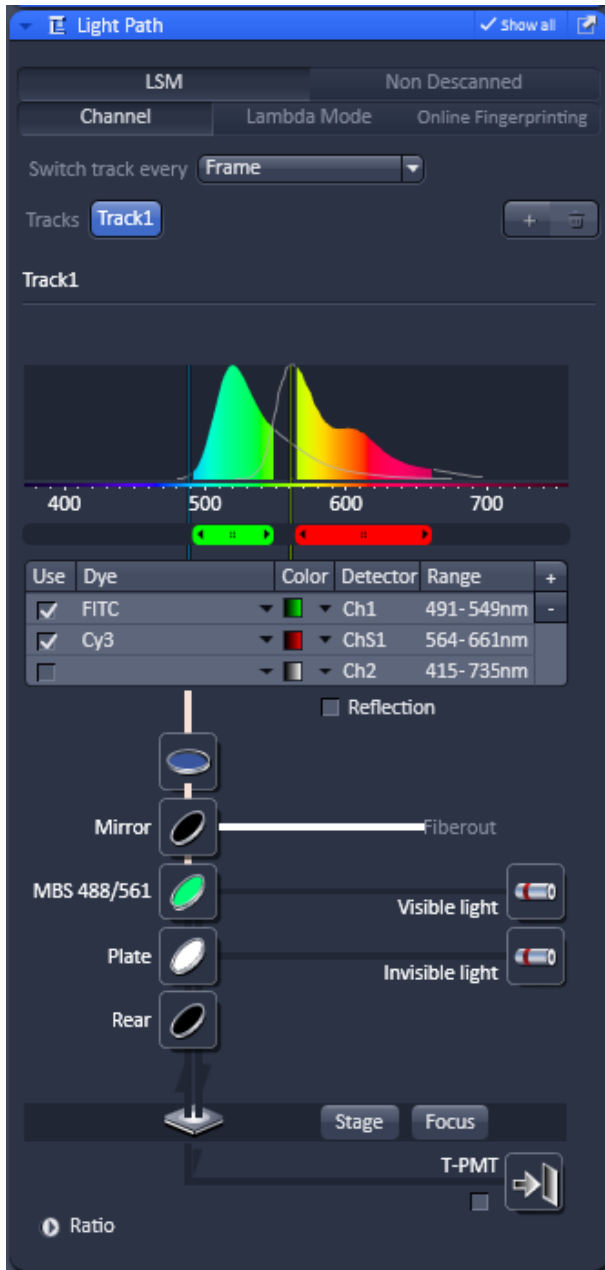 Light Path Show all
LSM Non Descanned
Channel Lambda Mode Online Fingerprinting
Switch track every Frame
Tracks Track1 +
Track1
400 500 600 700
Use Dye Color Detector Range +
FITC Ch1 491-549nm -
Cy3 ChS1 564-661nm
Ch2 415-735nm
Reflection
Mirror Fiberout
MBS 488/561
Visible light
Plate
Invisible light
Rear
Stage Focus
T-PMT
Ratio